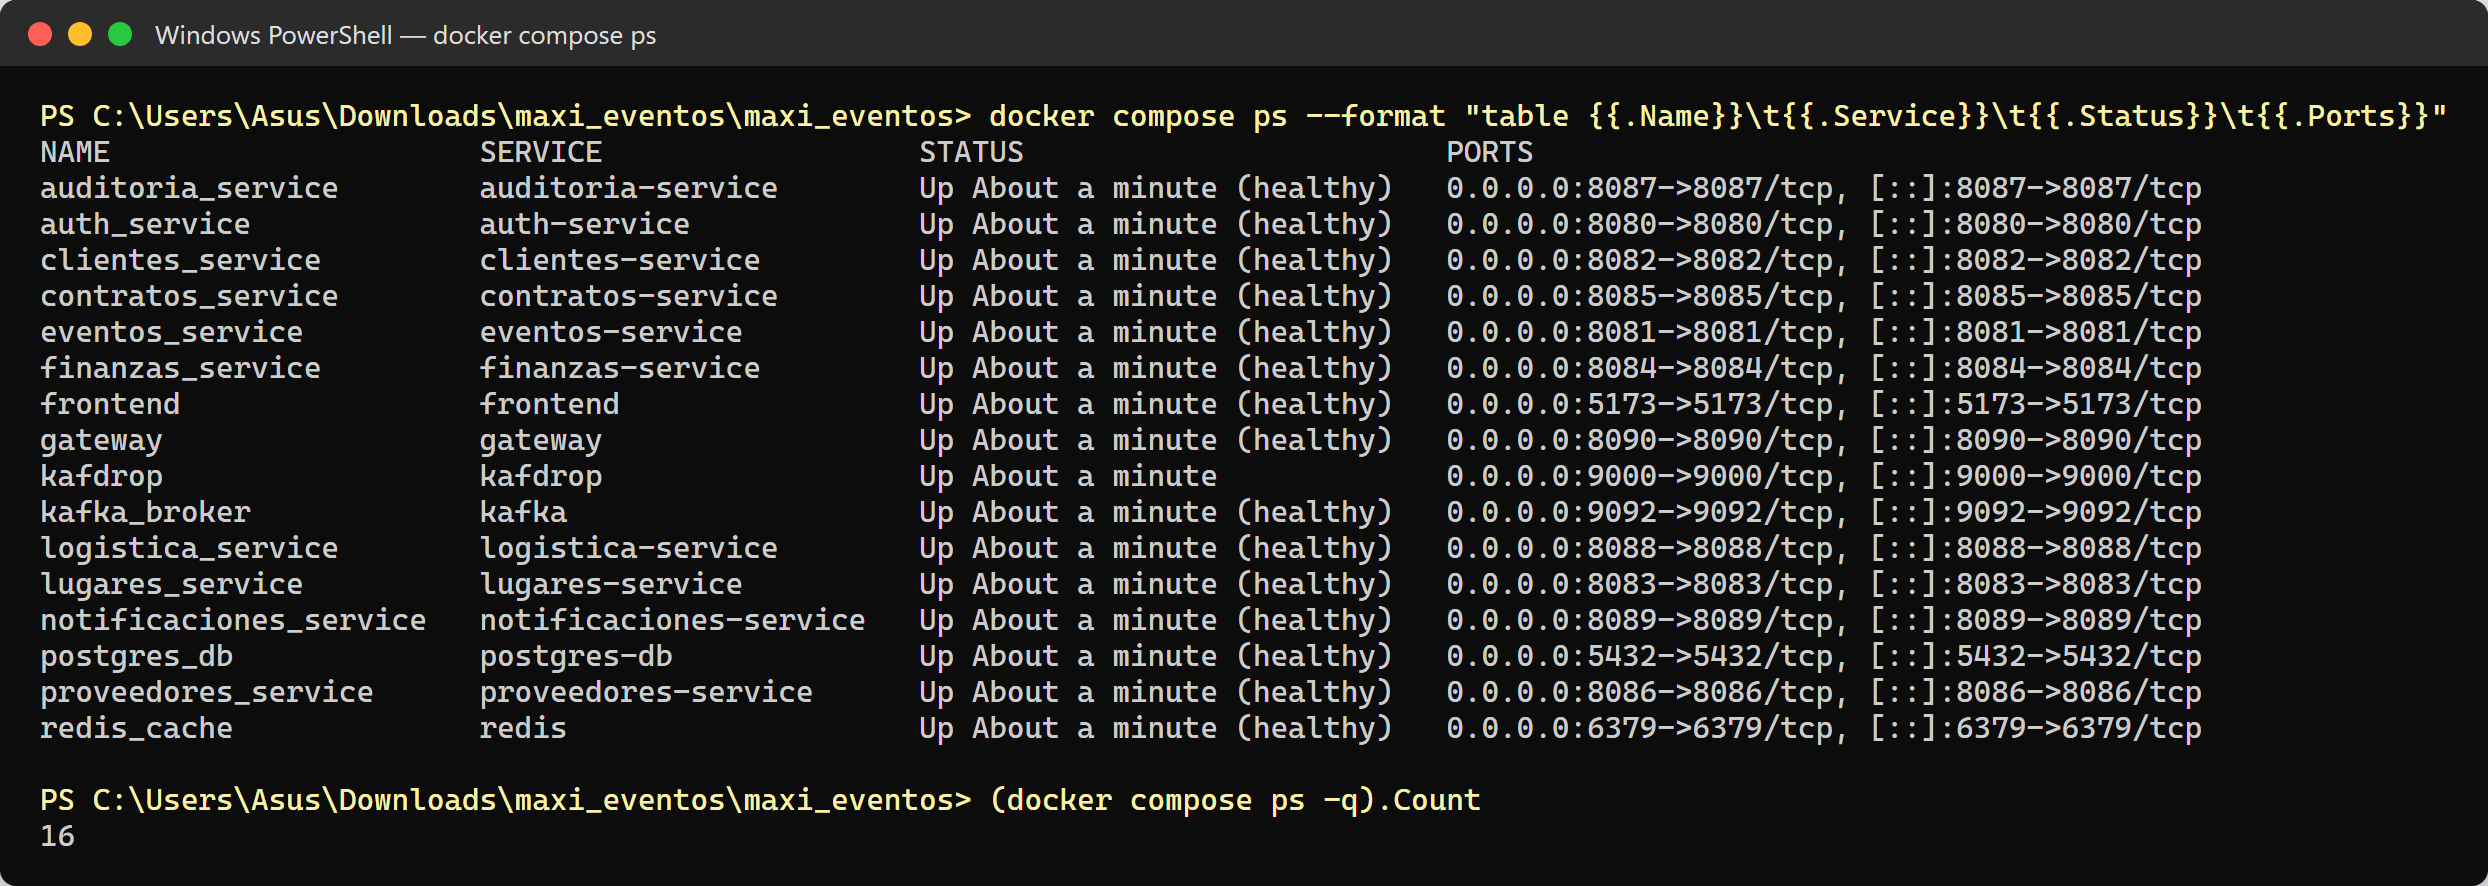 Windows PowerShell — docker compose ps
PS C:\Users\Asus\Downloads\maxi_eventos\maxi_eventos> docker compose ps --format "table {{.Name}}\t{{.Service}}\t{{.Status}}\t{{.Ports}}"
NAME SERVICE STATUS PORTS
auditoria_service auditoria-service Up About a minute (healthy) 0.0.0.0:8087->8087/tcp, [::]:8087->8087/tcp
auth_service auth-service Up About a minute (healthy) 0.0.0.0:8080->8080/tcp, [::]:8080->8080/tcp
clientes_service clientes-service Up About a minute (healthy) 0.0.0.0:8082->8082/tcp, [::]:8082->8082/tcp
contratos_service contratos-service Up About a minute (healthy) 0.0.0.0:8085->8085/tcp, [::]:8085->8085/tcp
eventos_service eventos-service Up About a minute (healthy) 0.0.0.0:8081->8081/tcp, [::]:8081->8081/tcp
finanzas_service finanzas-service Up About a minute (healthy) 0.0.0.0:8084->8084/tcp, [::]:8084->8084/tcp
frontend frontend Up About a minute (healthy) 0.0.0.0:5173->5173/tcp, [::]:5173->5173/tcp
gateway gateway Up About a minute (healthy) 0.0.0.0:8090->8090/tcp, [::]:8090->8090/tcp
kafdrop kafdrop Up About a minute 0.0.0.0:9000->9000/tcp, [::]:9000->9000/tcp
kafka_broker kafka Up About a minute (healthy) 0.0.0.0:9092->9092/tcp, [::]:9092->9092/tcp
logistica_service logistica-service Up About a minute (healthy) 0.0.0.0:8088->8088/tcp, [::]:8088->8088/tcp
lugares_service lugares-service Up About a minute (healthy) 0.0.0.0:8083->8083/tcp, [::]:8083->8083/tcp
notificaciones_service notificaciones-service Up About a minute (healthy) 0.0.0.0:8089->8089/tcp, [::]:8089->8089/tcp
postgres_db postgres-db Up About a minute (healthy) 0.0.0.0:5432->5432/tcp, [::]:5432->5432/tcp
proveedores_service proveedores-service Up About a minute (healthy) 0.0.0.0:8086->8086/tcp, [::]:8086->8086/tcp
redis_cache redis Up About a minute (healthy) 0.0.0.0:6379->6379/tcp, [::]:6379->6379/tcp
PS C:\Users\Asus\Downloads\maxi_eventos\maxi_eventos> (docker compose ps -q).Count
16